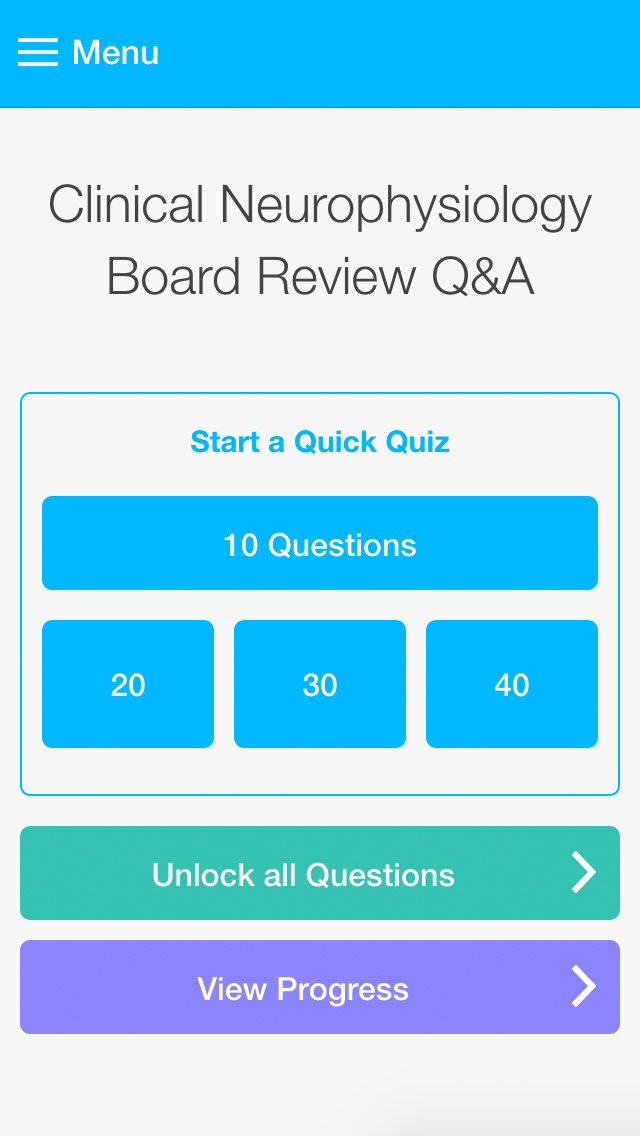 Menu
Clinical Neurophysiology
Board Review Q&A
Start a Quick Quiz
10 Questions
20 30 40
Unlock all Questions
View Progress